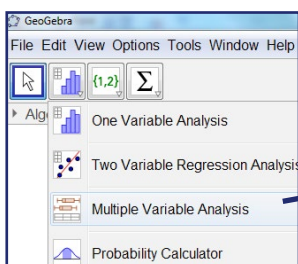 GeoGebra
File Edit View Options Tools Window Help
{1,2} Σ
Alg
One Variable Analysis
Two Variable Regression Analysis
Multiple Variable Analysis
Probability Calculator